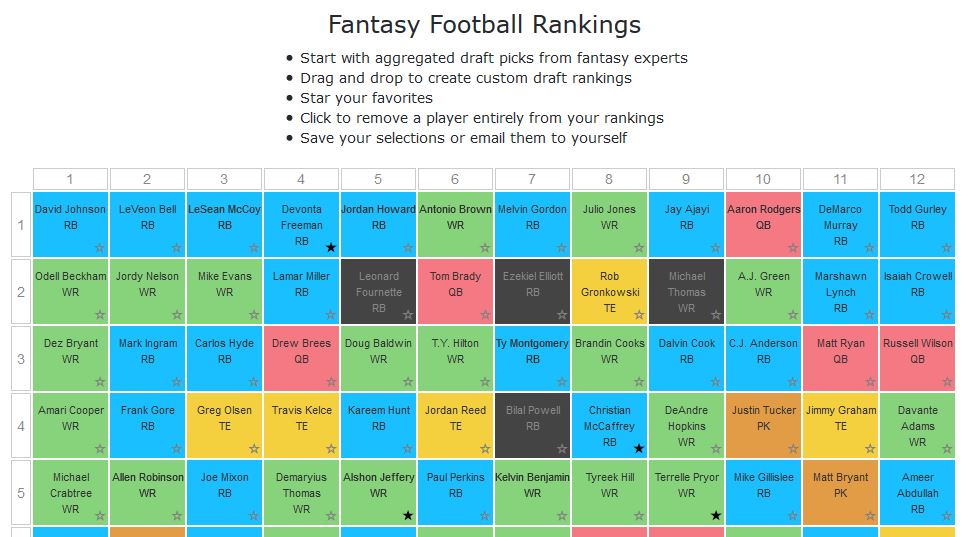 Fantasy Football Rankings
• Start with aggregated draft picks from fantasy experts
• Drag and drop to create custom draft rankings
• Star your favorites
• Click to remove a player entirely from your rankings
• Save your selections or email them to yourself
1 2 3 4 5 6 7 8 9 10 11 12
1
David Johnson
RB
LeVeon Bell
RB
LeSean McCoy
RB
Devonta
Freeman
RB
Jordan Howard
RB
Antonio Brown
WR
Melvin Gordon
RB
Julio Jones
WR
Jay Ajayi
RB
Aaron Rodgers
QB
DeMarco
Murray
RB
Todd Gurley
RB
2
Odell Beckham
WR
Jordy Nelson
WR
Mike Evans
WR
Lamar Miller
RB
Leonard
Fournette
RB
Tom Brady
QB
Ezekiel Elliott
RB
Rob
Gronkowski
TE
Michael
Thomas
WR
A.J. Green
WR
Marshawn
Lynch
RB
Isaiah Crowell
RB
3
Dez Bryant
WR
Mark Ingram
RB
Carlos Hyde
RB
Drew Brees
QB
Doug Baldwin
WR
T.Y. Hilton
WR
Ty Montgomery
RB
Brandin Cooks
WR
Dalvin Cook
RB
C.J. Anderson
RB
Matt Ryan
QB
Russell Wilson
QB
4
Amari Cooper
WR
Frank Gore
RB
Greg Olsen
TE
Travis Kelce
TE
Kareem Hunt
RB
Jordan Reed
TE
Bilal Powell
RB
Christian
McCaffrey
RB
DeAndre
Hopkins
WR
Justin Tucker
PK
Jimmy Graham
TE
Davante
Adams
WR
5
Michael
Crabtree
WR
Allen Robinson
WR
Joe Mixon
RB
Demaryius
Thomas
WR
Alshon Jeffery
WR
Paul Perkins
RB
Kelvin Benjamin
WR
Tyreek Hill
WR
Terrelle Pryor
WR
Mike Gillislee
RB
Matt Bryant
PK
Ameer
Abdullah
RB